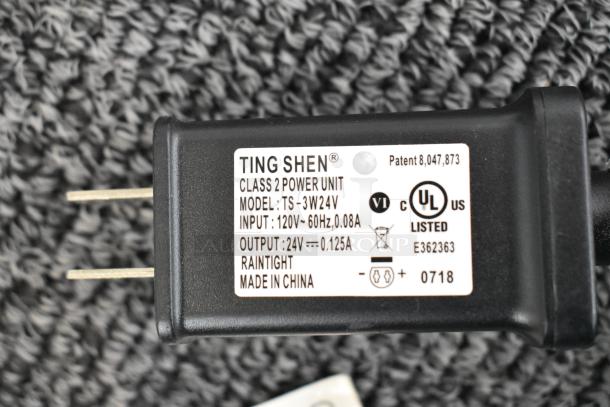 TING SHEN® Patent 8,047,873
CLASS 2 POWER UNIT
MODEL : TS-3W24V VI C UL US
INPUT : 120V~60Hz, 0.08A LISTED
OUTPUT : 24V⎓0.125A E362363
RAINTIGHT
MADE IN CHINA - + 0718